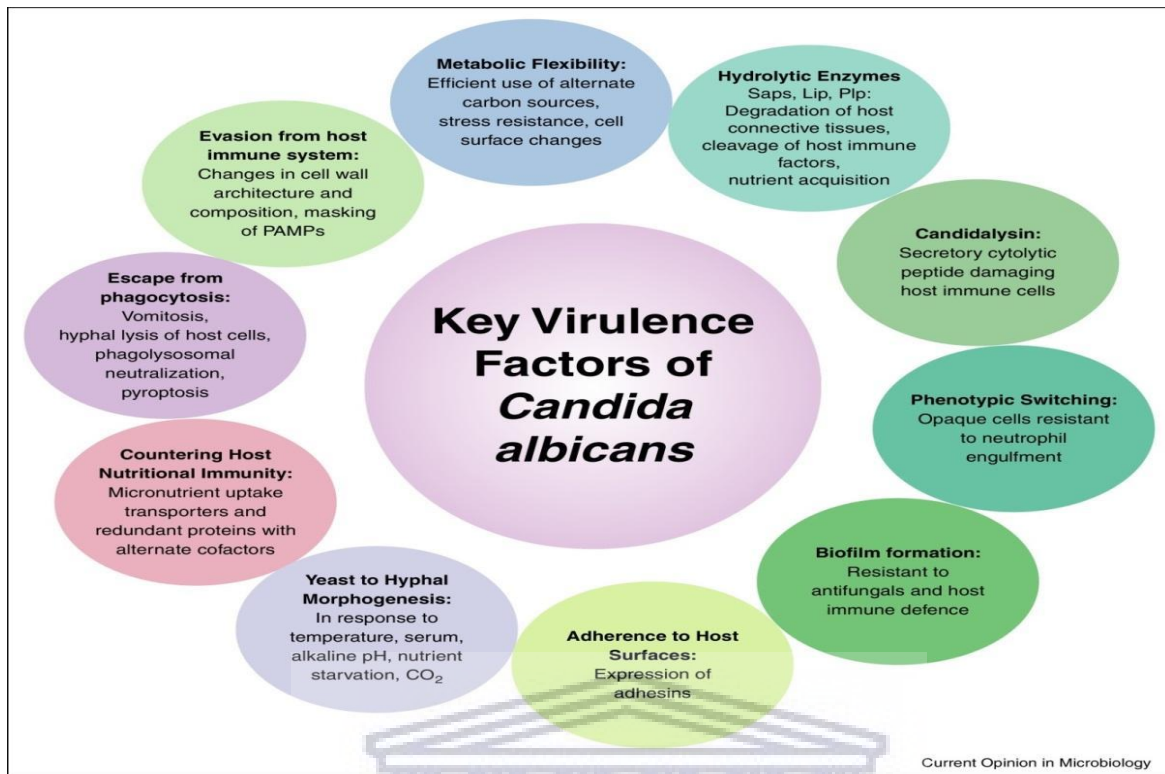 Key Virulence
Factors of
Candida
albicans
Metabolic Flexibility:
Efficient use of alternate
carbon sources,
stress resistance, cell
surface changes
Hydrolytic Enzymes
Saps, Lip, Plp:
Degradation of host
connective tissues,
cleavage of host immune
factors,
nutrient acquisition
Candidalysin:
Secretory cytolytic
peptide damaging
host immune cells
Phenotypic Switching:
Opaque cells resistant
to neutrophil
engulfment
Biofilm formation:
Resistant to
antifungals and host
immune defence
Adherence to Host
Surfaces:
Expression of
adhesins
Yeast to Hyphal
Morphogenesis:
In response to
temperature, serum,
alkaline pH, nutrient
starvation, CO₂
Countering Host
Nutritional Immunity:
Micronutrient uptake
transporters and
redundant proteins with
alternate cofactors
Escape from
phagocytosis:
Vomitosis,
hyphal lysis of host cells,
phagolysosomal
neutralization,
pyroptosis
Evasion from host
immune system:
Changes in cell wall
architecture and
composition, masking
of PAMPs
Current Opinion in Microbiology